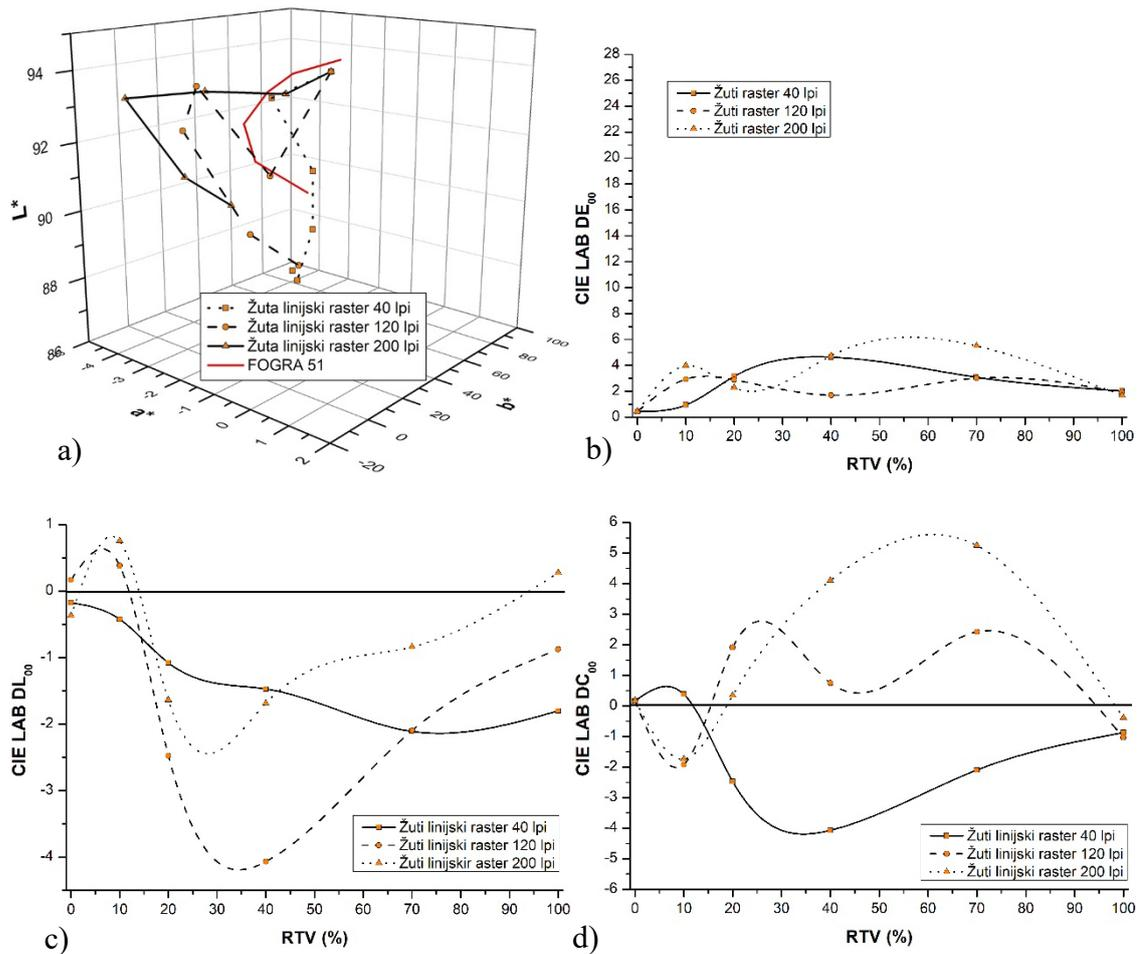 94
92
90
88
86
L*
-4
-3
-2
-1
0
1
2
a*
-20
0
20
40
60
80
100
b*
Žuta linijski raster 40 lpi
Žuta linijski raster 120 lpi
Žuta linijski raster 200 lpi
FOGRA 51
a)
28
26
24
22
20
18
16
14
12
10
8
6
4
2
0
CIE LAB DE00
Žuti raster 40 lpi
Žuti raster 120 lpi
Žuti raster 200 lpi
0 10 20 30 40 50 60 70 80 90 100
RTV (%)
b)
1
0
-1
-2
-3
-4
CIE LAB DL00
Žuti linijski raster 40 lpi
Žuti linijski raster 120 lpi
Žuti linijskir aster 200 lpi
0 10 20 30 40 50 60 70 80 90 100
RTV (%)
c)
6
5
4
3
2
1
0
-1
-2
-3
-4
-5
-6
CIE LAB DC00
Žuti linijski raster 40 lpi
Žuti linijski raster 120 lpi
Žuti linijski raster 200 lpi
0 10 20 30 40 50 60 70 80 90 100
RTV (%)
d)